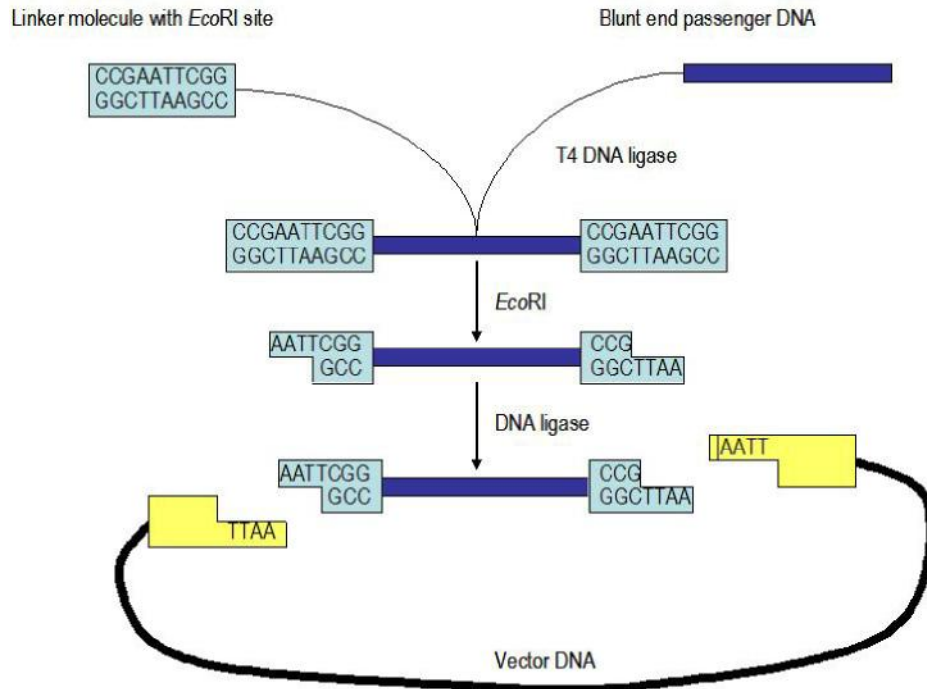 Linker molecule with EcoRI site
Blunt end passenger DNA
CCGAATTCGG
GGCTTAAGCC
T4 DNA ligase
CCGAATTCGG
GGCTTAAGCC
CCGAATTCGG
GGCTTAAGCC
EcoRI
AATTCGG
GCC
CCG
GGCTTAA
DNA ligase
AATT
AATTCGG
GCC
CCG
GGCTTAA
TTAA
Vector DNA